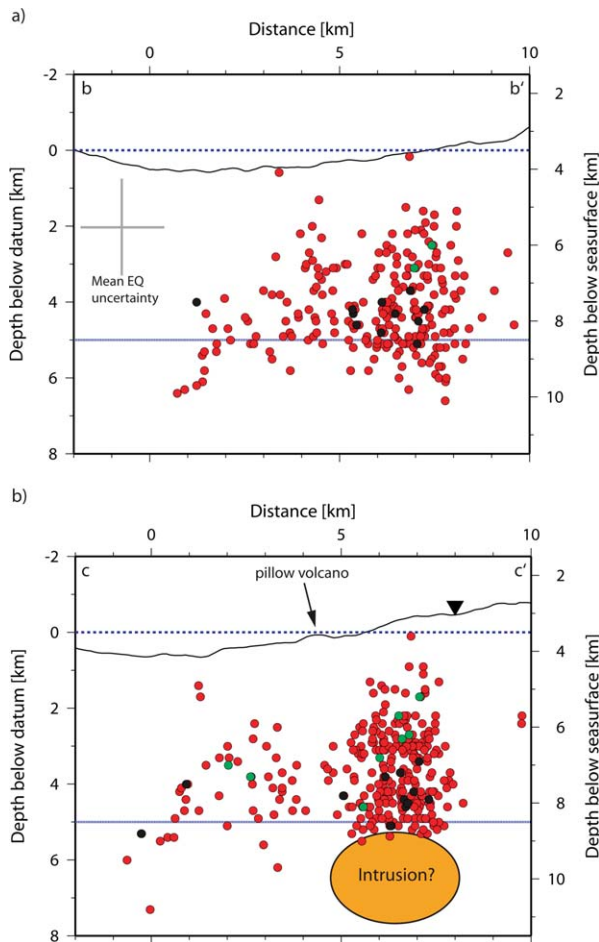 a)
Distance [km]
0 5 10
b b'
-2
0
2
4
6
8
Depth below datum [km]
2
4
6
8
10
Depth below seasurface [km]
Mean EQ
uncertainty
b)
Distance [km]
0 5 10
c c'
pillow volcano
-2
0
2
4
6
8
Depth below datum [km]
2
4
6
8
10
Depth below seasurface [km]
Intrusion?